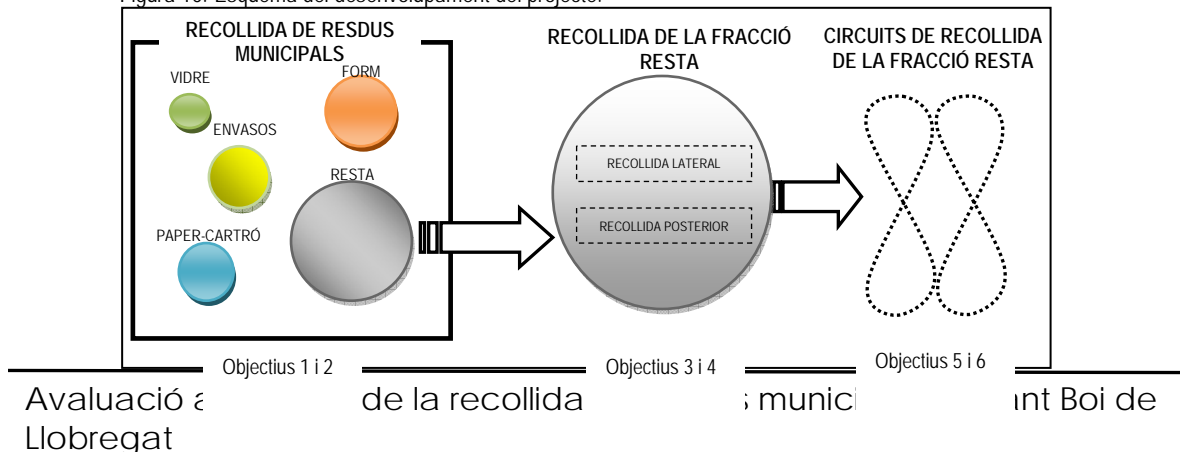 Figura 10. Esquema del desenvolupament del projecte.
RECOLLIDA DE RESDUS
MUNICIPALS
VIDRE
FORM
ENVASOS
RESTA
PAPER-CARTRÓ
RECOLLIDA DE LA FRACCIÓ
RESTA
RECOLLIDA LATERAL
RECOLLIDA POSTERIOR
CIRCUITS DE RECOLLIDA
DE LA FRACCIÓ RESTA
Objectius 1 i 2
Objectius 3 i 4
Objectius 5 i 6
Avaluació a de la recollida s munici ant Boi de
Llobregat